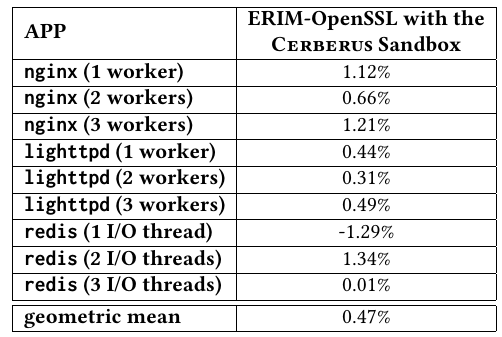 APP ERIM-OpenSSL with the CERBERUS Sandbox
nginx (1 worker) 1.12%
nginx (2 workers) 0.66%
nginx (3 workers) 1.21%
lighttpd (1 worker) 0.44%
lighttpd (2 workers) 0.31%
lighttpd (3 workers) 0.49%
redis (1 I/O thread) -1.29%
redis (2 I/O threads) 1.34%
redis (3 I/O threads) 0.01%
geometric mean 0.47%